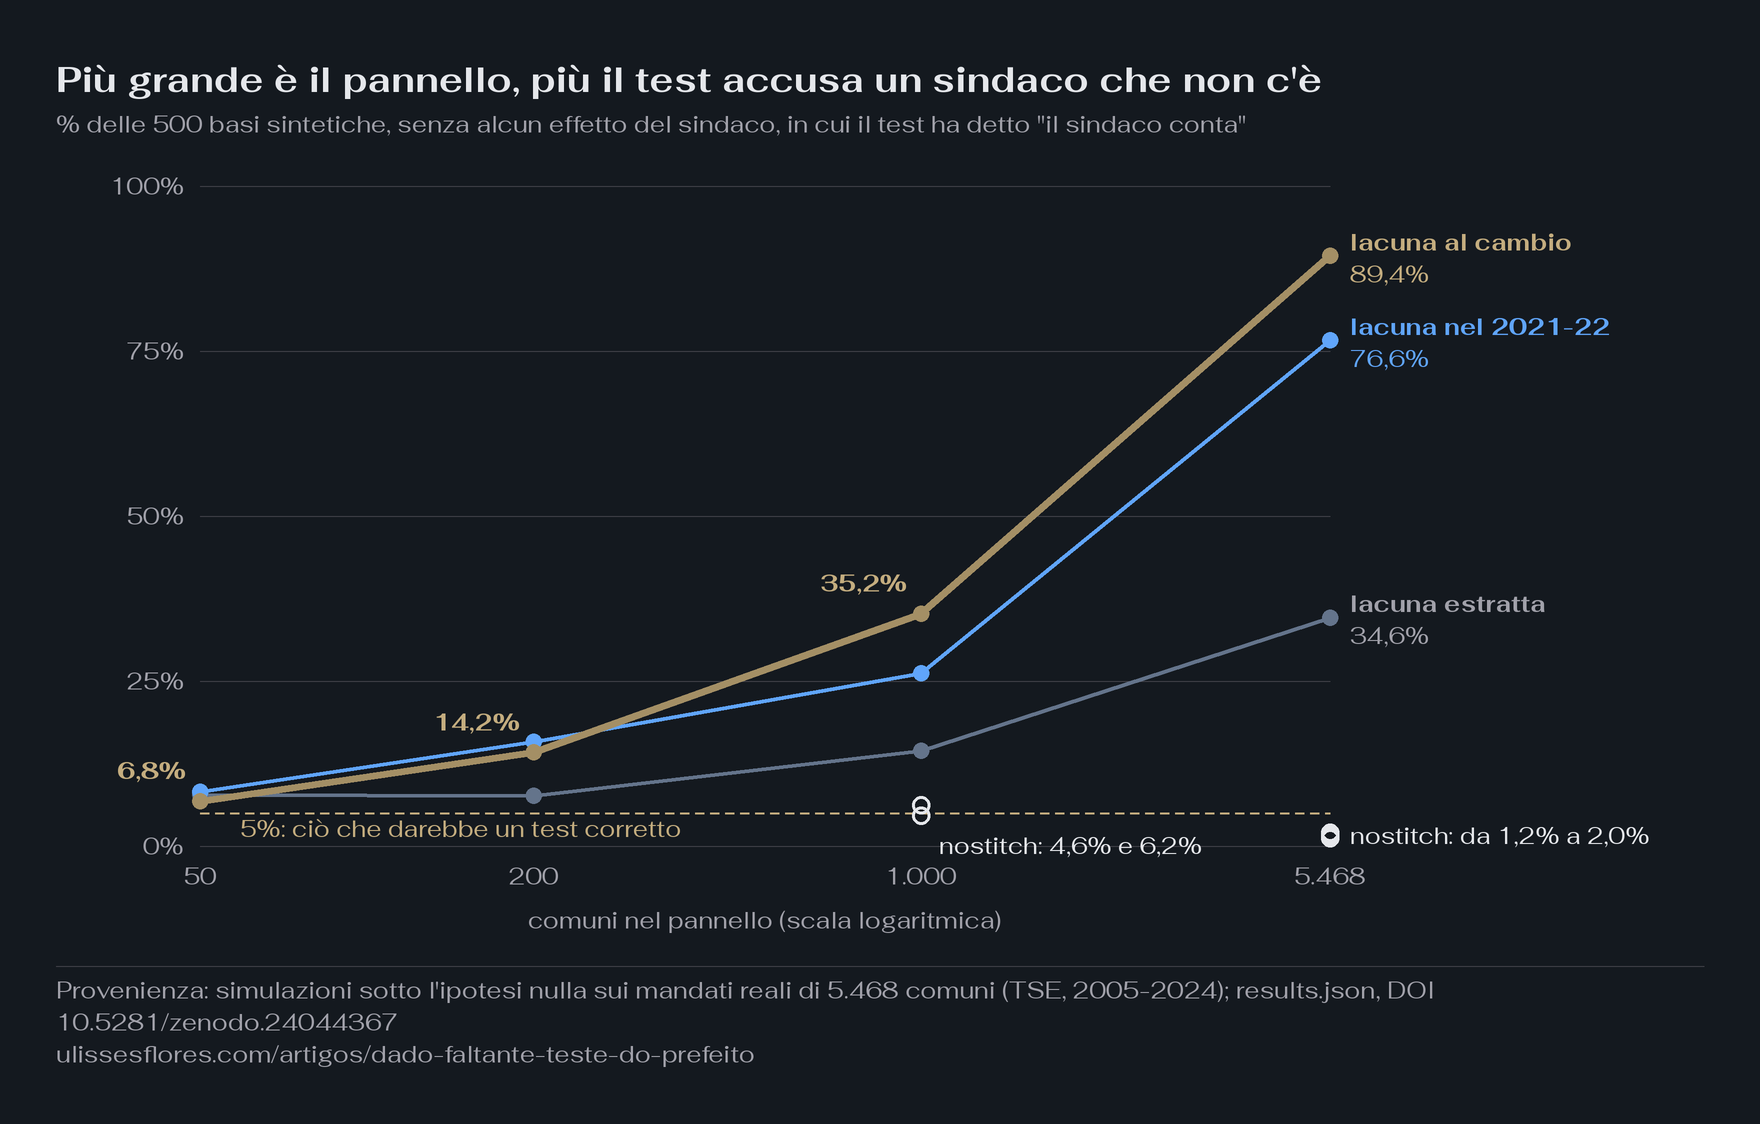 Più grande è il pannello, più il test accusa un sindaco che non c'è
% delle 500 basi sintetiche, senza alcun effetto del sindaco, in cui il test ha detto "il sindaco conta"
100%
lacuna al cambio
89,4%
lacuna nel 2021-22
76,6%
75%
50%
35,2%
lacuna estratta
34,6%
25%
14,2%
6,8%
5%: ciò che darebbe un test corretto
nostitch: 4,6% e 6,2%
nostitch: da 1,2% a 2,0%
0%
50
200
1.000
5.468
comuni nel pannello (scala logaritmica)
Provenienza: simulazioni sotto l'ipotesi nulla sui mandati reali di 5.468 comuni (TSE, 2005-2024); results.json, DOI
10.5281/zenodo.24044367
ulissesflores.com/artigos/dado-faltante-teste-do-prefeito